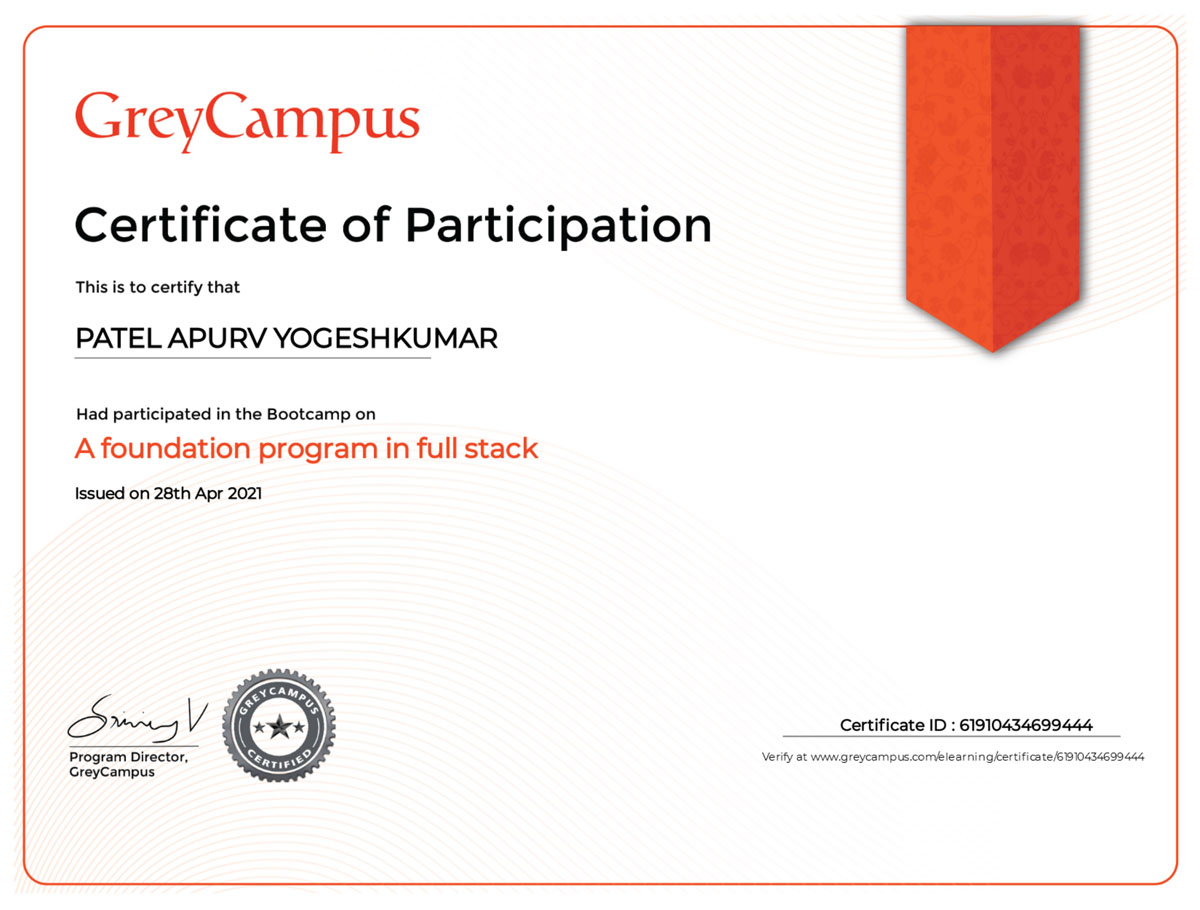 GreyCampus
Certificate of Participation
This is to certify that
PATEL APURV YOGESHKUMAR
Had participated in the Bootcamp on
A foundation program in full stack
Issued on 28th Apr 2021
GREYCAMPUS
CERTIFIED
Program Director,
GreyCampus
Certificate ID : 61910434699444
Verify at www.greycampus.com/elearning/certificate/61910434699444